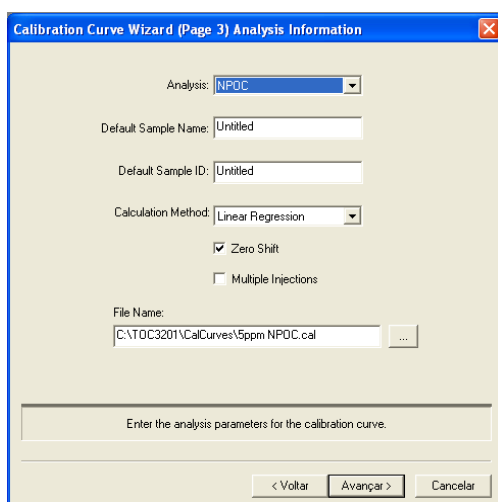 Calibration Curve Wizard (Page 3) Analysis Information
Analysis: NPOC
Default Sample Name: Untitled
Default Sample ID: Untitled
Calculation Method: Linear Regression
Zero Shift
Multiple Injections
File Name:
C:\TOC3201\CalCurves\5ppm NPOC.cal ...
Enter the analysis parameters for the calibration curve.
< Voltar Avançar > Cancelar